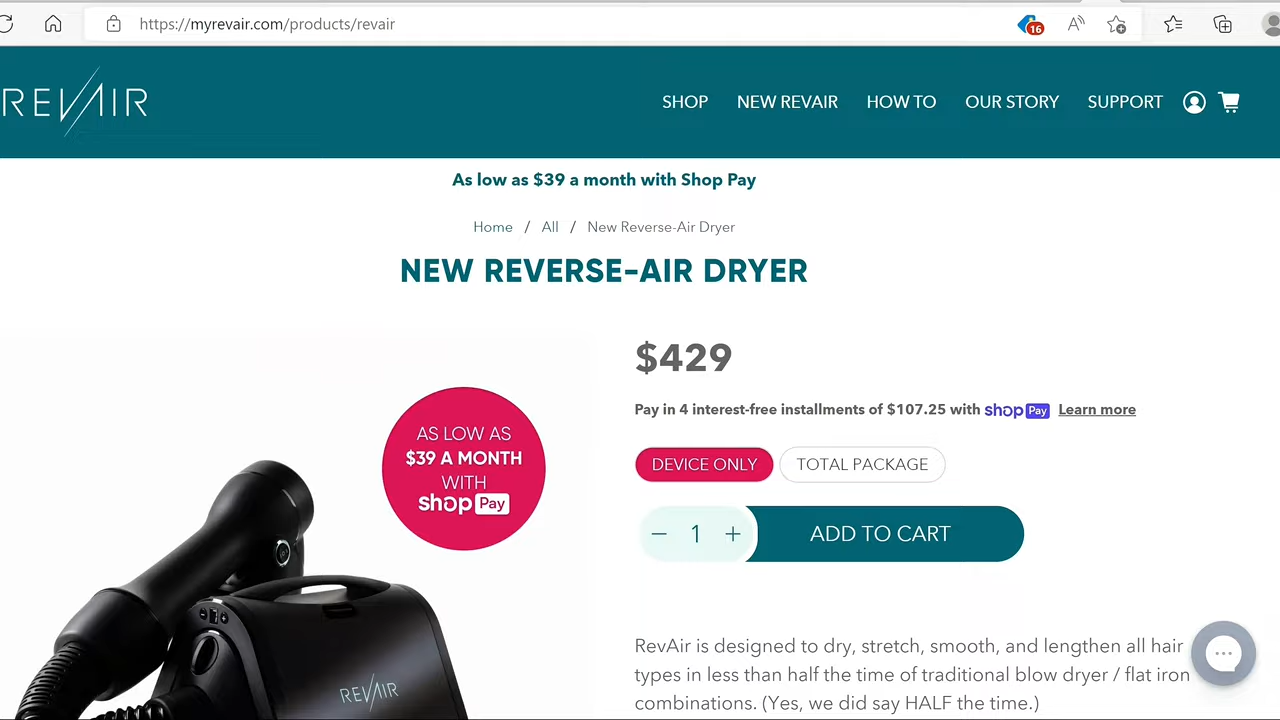 https://myrevair.com/products/revair
16
REVAIR
SHOP NEW REVAIR HOW TO OUR STORY SUPPORT
As low as $39 a month with Shop Pay
Home / All / New Reverse-Air Dryer
NEW REVERSE-AIR DRYER
$429
Pay in 4 interest-free installments of $107.25 with shop Pay Learn more
AS LOW AS
$39 A MONTH
WITH
shop Pay
DEVICE ONLY TOTAL PACKAGE
− 1 + ADD TO CART
RevAir is designed to dry, stretch, smooth, and lengthen all hair
types in less than half the time of traditional blow dryer / flat iron
combinations. (Yes, we did say HALF the time.)
REVAIR